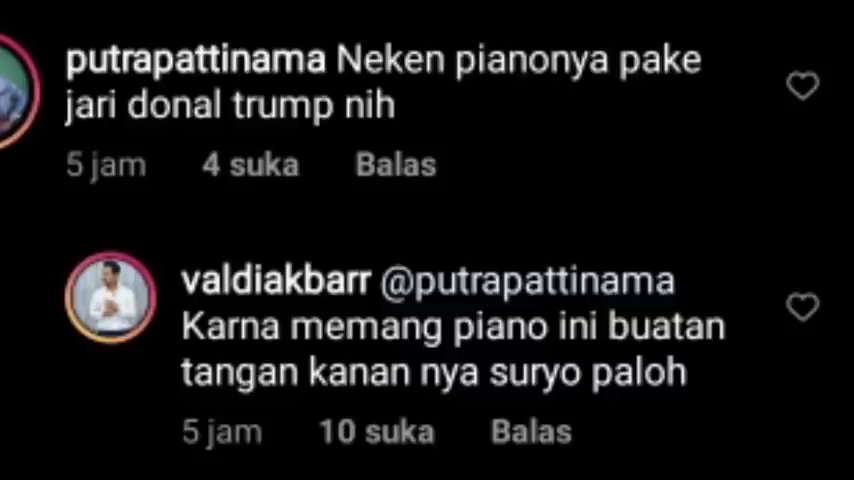 putrapattinama Neken pianonya pake
jari donal trump nih
5 jam 4 suka Balas
valdiakbarr @putrapattinama
Karna memang piano ini buatan
tangan kanan nya suryo paloh
5 jam 10 suka Balas